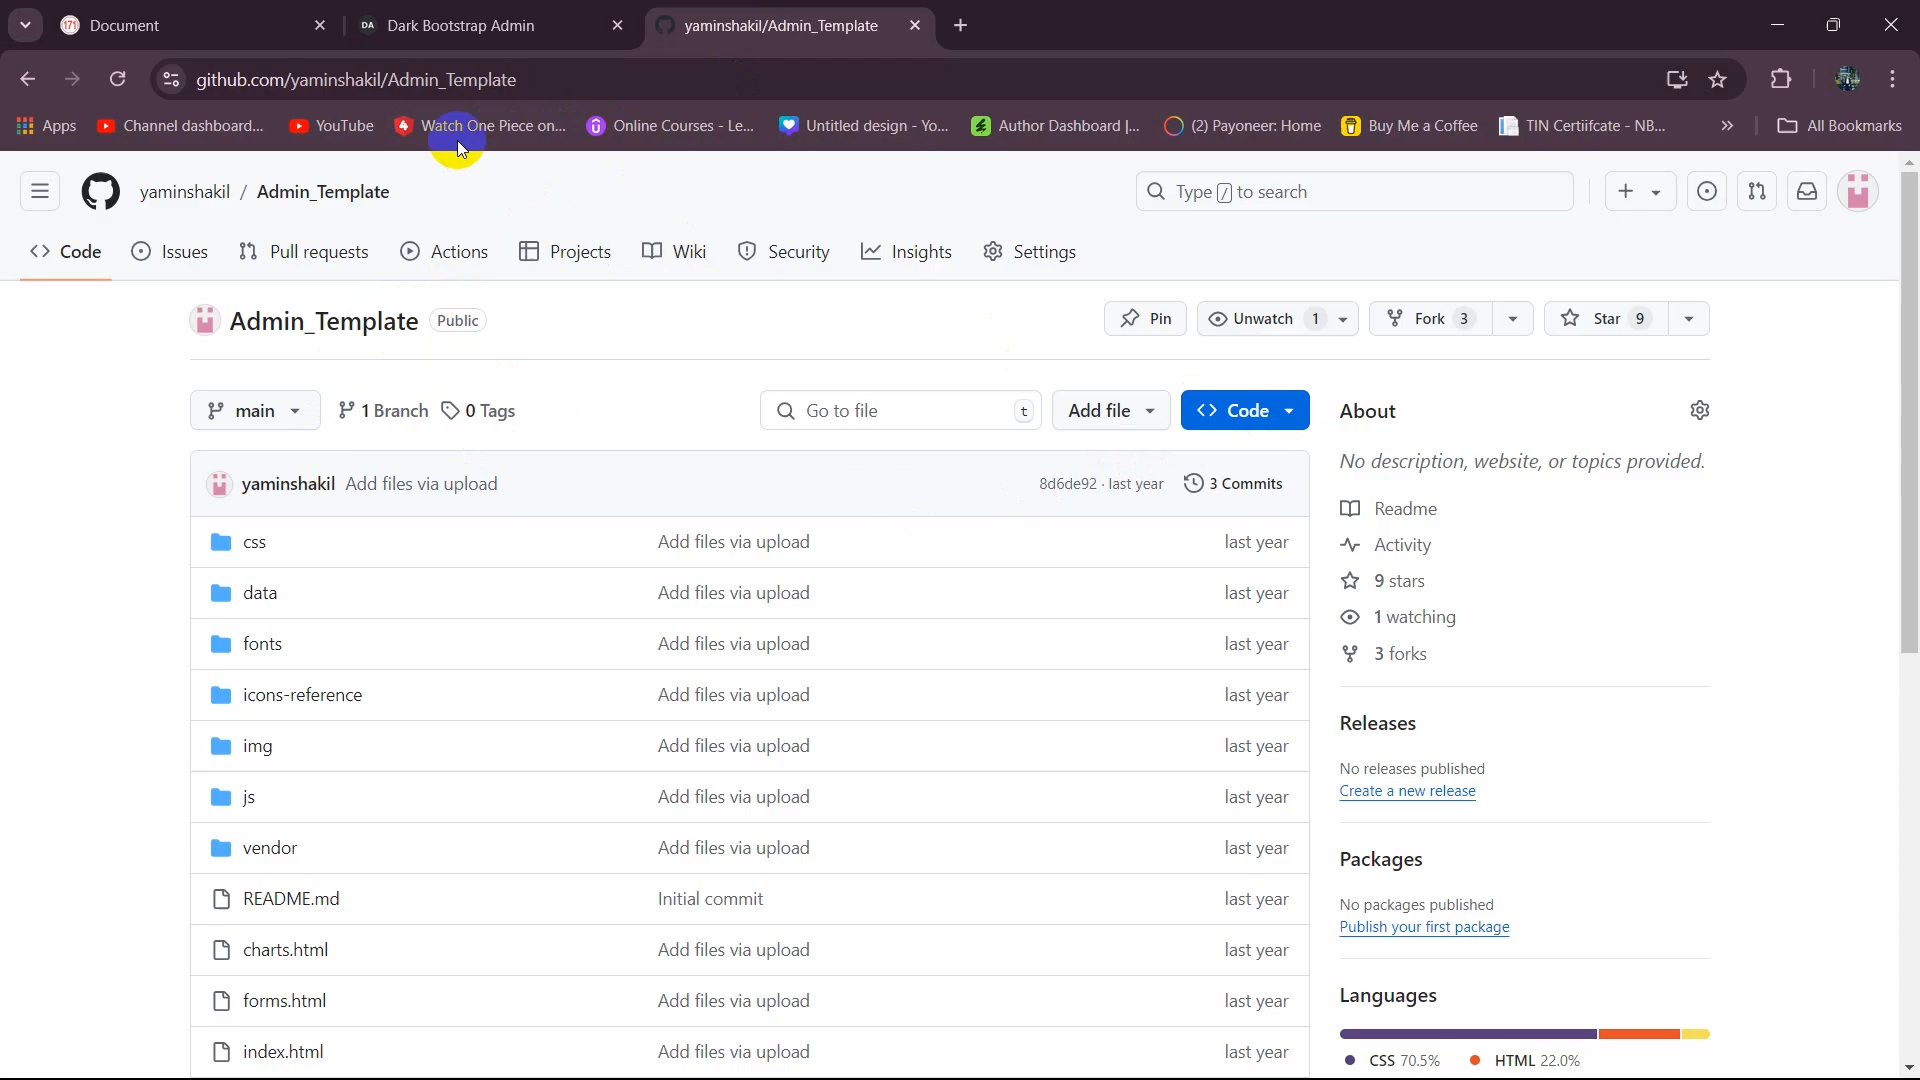 171 Document
DA Dark Bootstrap Admin
yaminshakil/Admin_Template
github.com/yaminshakil/Admin_Template
Apps Channel dashboard... YouTube Watch One Piece on... Online Courses - Le... Untitled design - Yo... Author Dashboard |... (2) Payoneer: Home Buy Me a Coffee TIN Certiifcate - NB... » All Bookmarks
yaminshakil / Admin_Template
Type / to search
Code Issues Pull requests Actions Projects Wiki Security Insights Settings
Admin_Template Public
Pin Unwatch 1 Fork 3 Star 9
main 1 Branch 0 Tags Go to file t Add file Code
yaminshakil Add files via upload 8d6de92 · last year 3 Commits
css Add files via upload last year
data Add files via upload last year
fonts Add files via upload last year
icons-reference Add files via upload last year
img Add files via upload last year
js Add files via upload last year
vendor Add files via upload last year
README.md Initial commit last year
charts.html Add files via upload last year
forms.html Add files via upload last year
index.html Add files via upload last year
About
No description, website, or topics provided.
Readme
Activity
9 stars
1 watching
3 forks
Releases
No releases published
Create a new release
Packages
No packages published
Publish your first package
Languages
CSS 70.5% HTML 22.0%